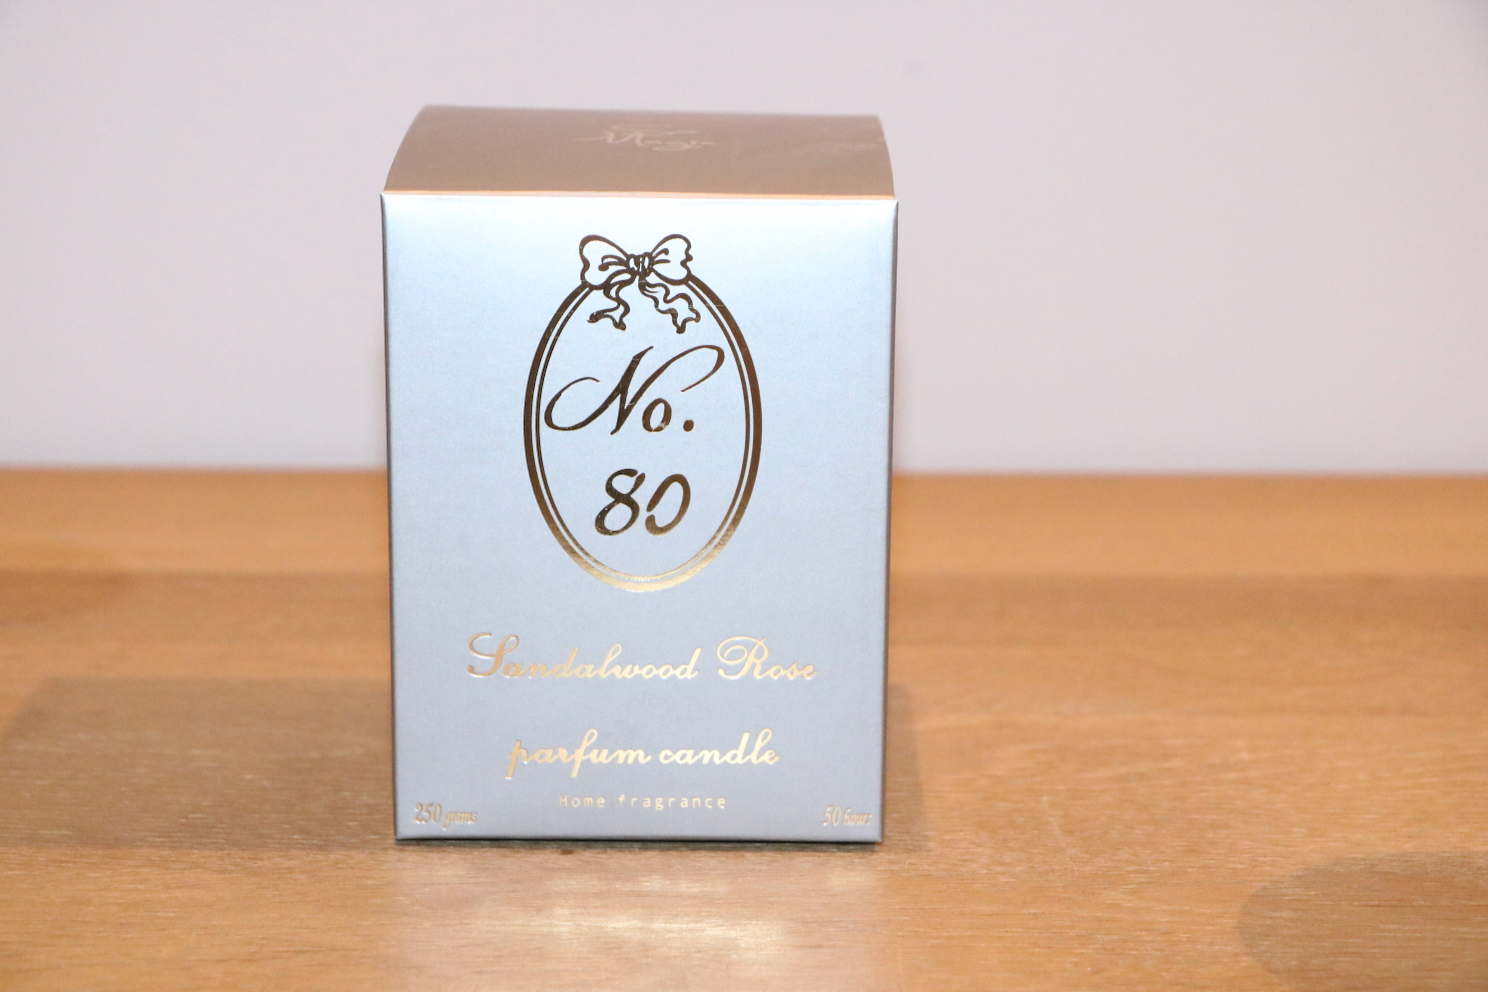 No.
80
Sandalwood Rose
parfum candle
Home fragrance
250 grams
50 hours